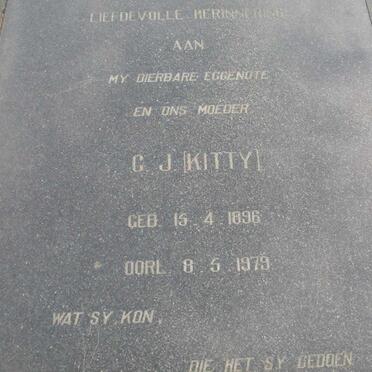 LIEFDEVOLLE HERINNERING
AAN
MY DIERBARE EGGENOTE
EN ONS MOEDER
C. J. [KITTY]
GEB. 15. 4. 1896
OORL. 8. 5. 1979
WAT SY KON,
DIE HET SY GEDOEN